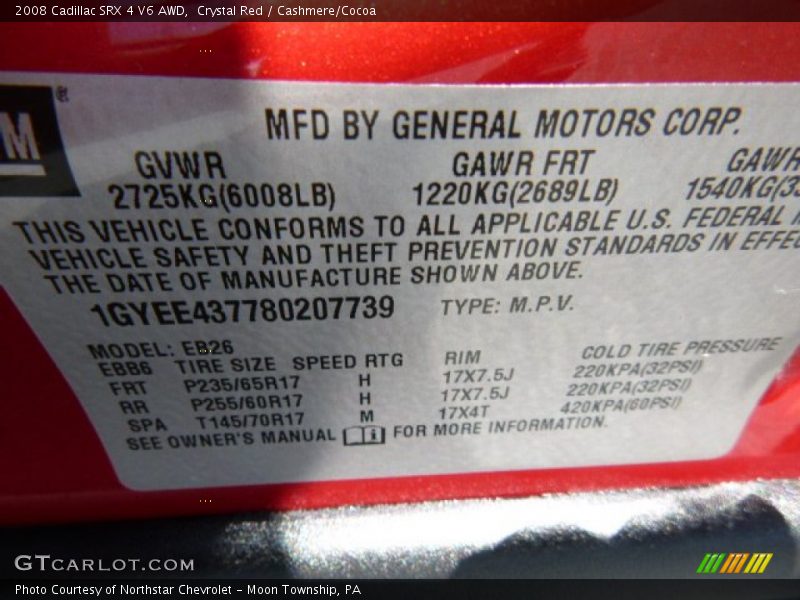 2008 Cadillac SRX 4 V6 AWD, Crystal Red / Cashmere/Cocoa
M ®
MFD BY GENERAL MOTORS CORP.
GVWR GAWR FRT GAWR
2725KG(6008LB) 1220KG(2689LB) 1540KG(33
THIS VEHICLE CONFORMS TO ALL APPLICABLE U.S. FEDERAL
VEHICLE SAFETY AND THEFT PREVENTION STANDARDS IN EFFEC
THE DATE OF MANUFACTURE SHOWN ABOVE.
1GYEE437780207739 TYPE: M.P.V.
MODEL: EB26
EBB6 TIRE SIZE SPEED RTG RIM COLD TIRE PRESSURE
FRT P235/65R17 H 17X7.5J 220KPA(32PSI)
RR P255/60R17 H 17X7.5J 220KPA(32PSI)
SPA T145/70R17 M 17X4T 420KPA(60PSI)
SEE OWNER'S MANUAL i FOR MORE INFORMATION.
GTCARLOT.COM
Photo Courtesy of Northstar Chevrolet - Moon Township, PA